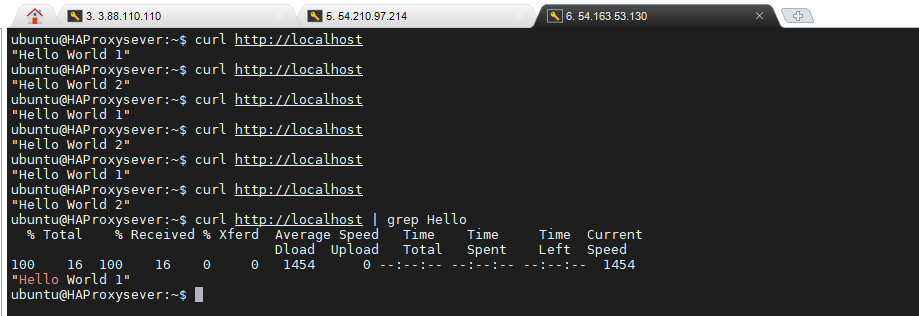 3. 3.88.110.110
5. 54.210.97.214
6. 54.163.53.130
ubuntu@HAProxysever:~$ curl http://localhost
"Hello World 1"
ubuntu@HAProxysever:~$ curl http://localhost
"Hello World 2"
ubuntu@HAProxysever:~$ curl http://localhost
"Hello World 1"
ubuntu@HAProxysever:~$ curl http://localhost
"Hello World 2"
ubuntu@HAProxysever:~$ curl http://localhost
"Hello World 1"
ubuntu@HAProxysever:~$ curl http://localhost
"Hello World 2"
ubuntu@HAProxysever:~$ curl http://localhost | grep Hello
  % Total    % Received % Xferd  Average Speed   Time    Time     Time  Current
                                 Dload  Upload   Total   Spent    Left  Speed
100    16  100    16    0     0   1454      0 --:--:-- --:--:-- --:--:--  1454
"Hello World 1"
ubuntu@HAProxysever:~$